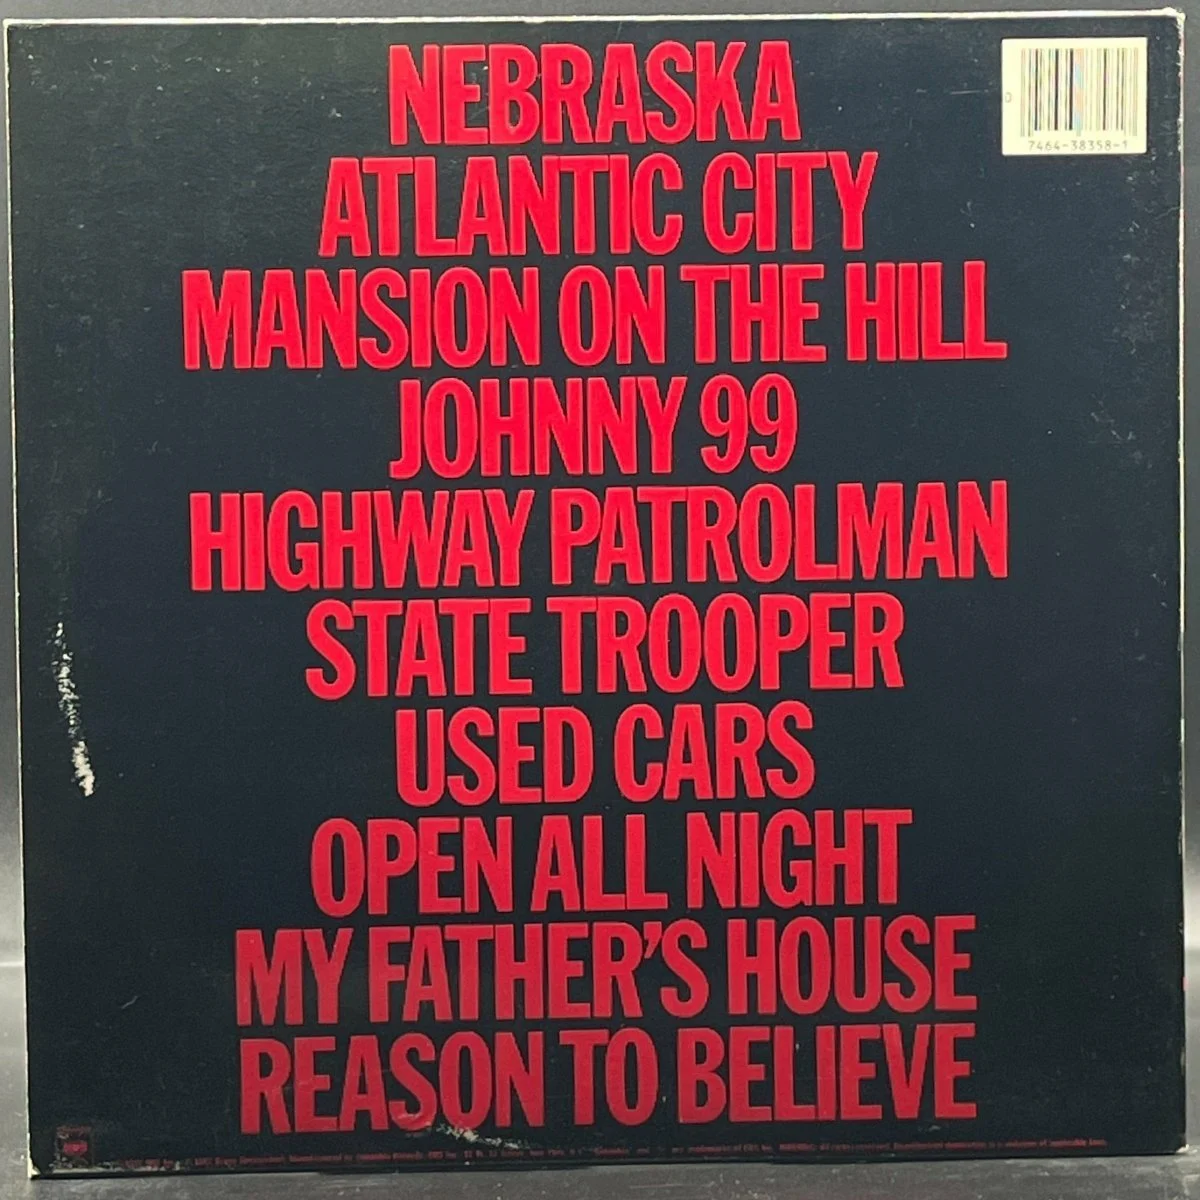 NEBRASKA
7464-38358-1
ATLANTIC CITY
MANSION ON THE HILL
JOHNNY 99
HIGHWAY PATROLMAN
STATE TROOPER
USED CARS
OPEN ALL NIGHT
MY FATHER'S HOUSE
REASON TO BELIEVE